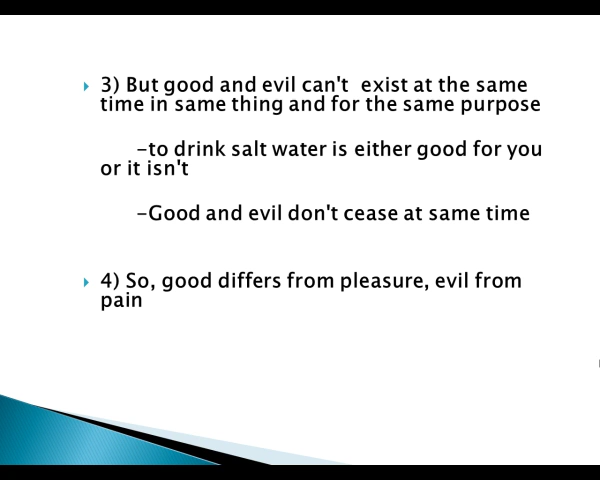 3) But good and evil can't  exist at the same
time in same thing and for the same purpose
–to drink salt water is either good for you
or it isn't
–Good and evil don't cease at same time
4) So, good differs from pleasure, evil from
pain